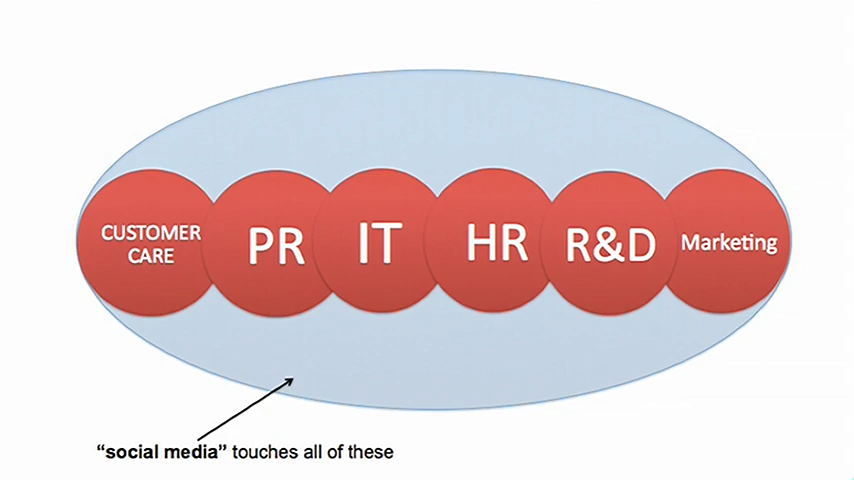 CUSTOMER
CARE
PR
IT
HR
R&D
Marketing
“social media” touches all of these